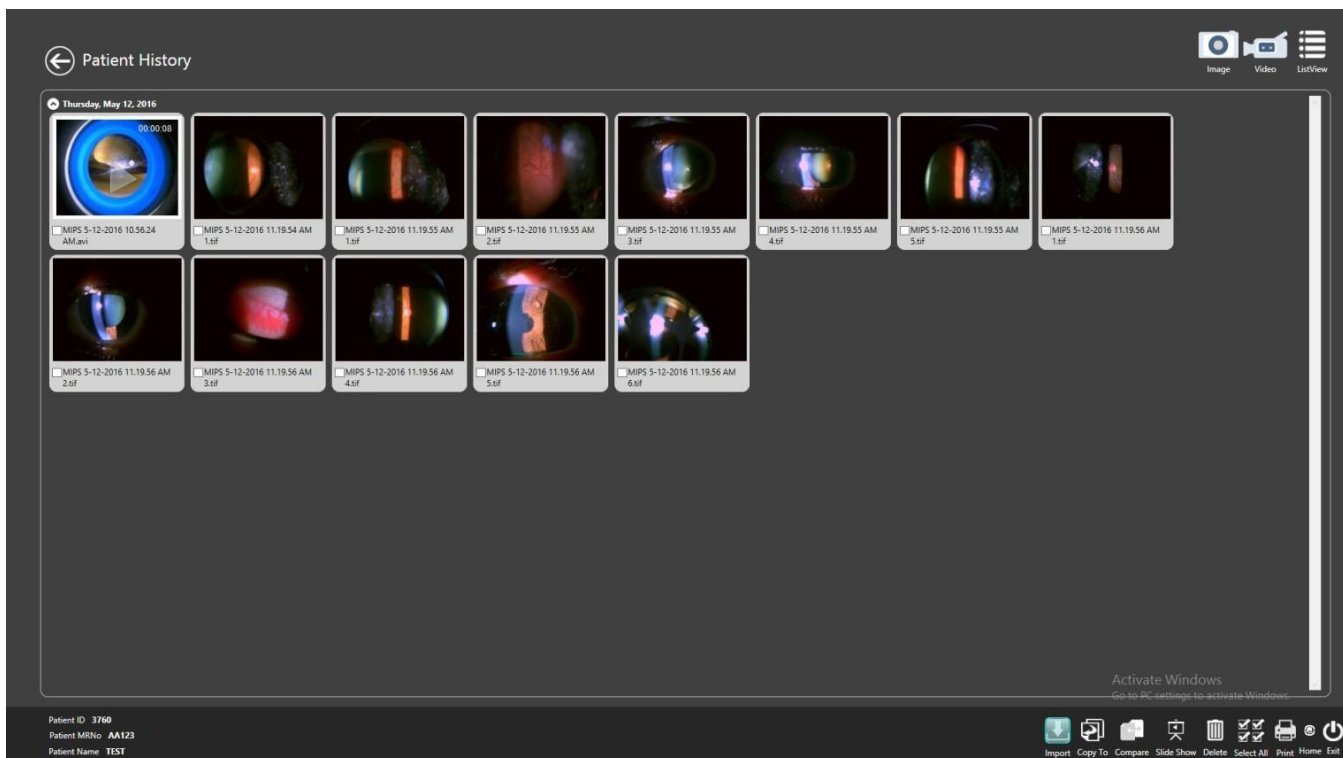 Patient History
Image Video ListView
Thursday, May 12, 2016
00:00:08
MIPS 5-12-2016 10.56.24
AM.avi
MIPS 5-12-2016 11.19.54 AM
1.tif
MIPS 5-12-2016 11.19.55 AM
1.tif
MIPS 5-12-2016 11.19.55 AM
2.tif
MIPS 5-12-2016 11.19.55 AM
3.tif
MIPS 5-12-2016 11.19.55 AM
4.tif
MIPS 5-12-2016 11.19.55 AM
5.tif
MIPS 5-12-2016 11.19.56 AM
1.tif
MIPS 5-12-2016 11.19.56 AM
2.tif
MIPS 5-12-2016 11.19.56 AM
3.tif
MIPS 5-12-2016 11.19.56 AM
4.tif
MIPS 5-12-2016 11.19.56 AM
5.tif
MIPS 5-12-2016 11.19.56 AM
6.tif
Activate Windows
Go to PC settings to activate Windows.
Patient ID 3760
Patient MRNo AA123
Patient Name TEST
Import Copy To Compare Slide Show Delete Select All Print Home Exit